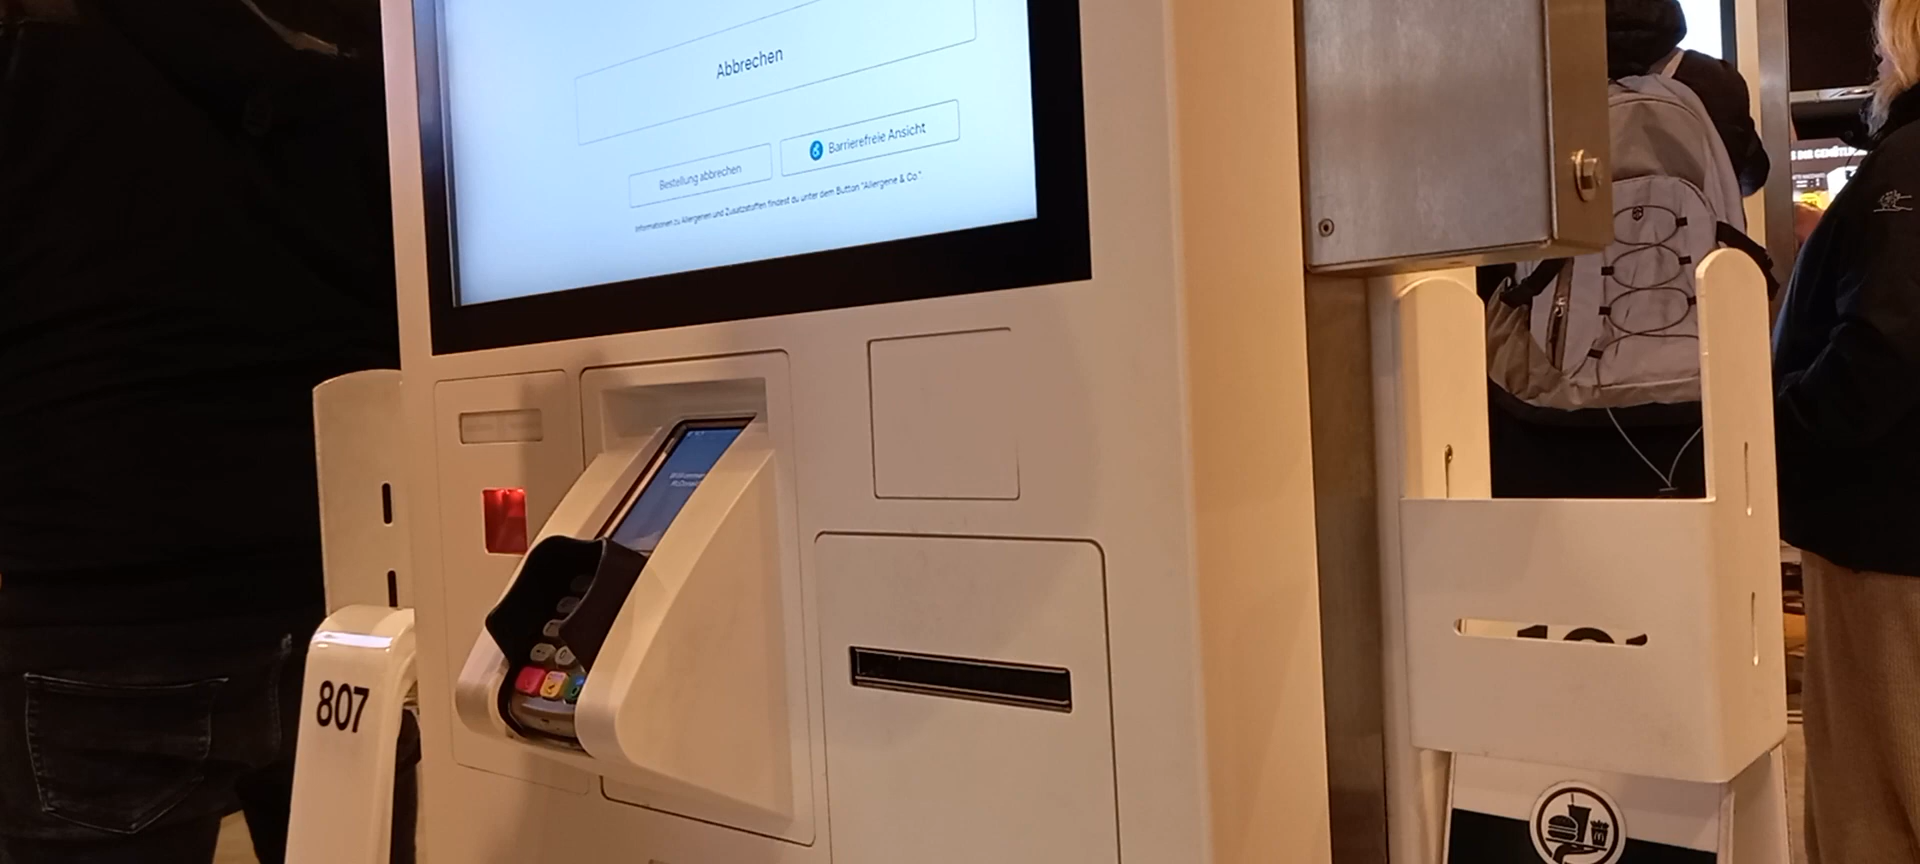 Abbrechen
Bestellung abbrechen
Barrierefreie Ansicht
Informationen zu Allergenen und Zusatzstoffen findest du unter dem Button "Allergene & Co."
807